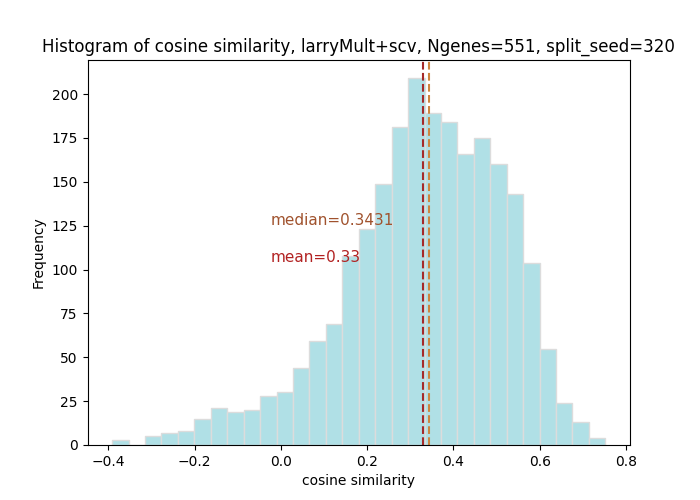 Histogram of cosine similarity, larryMult+scv, Ngenes=551, split_seed=320
Frequency
200
175
150
125
100
75
50
25
0
median=0.3431
mean=0.33
−0.4 −0.2 0.0 0.2 0.4 0.6 0.8
cosine similarity